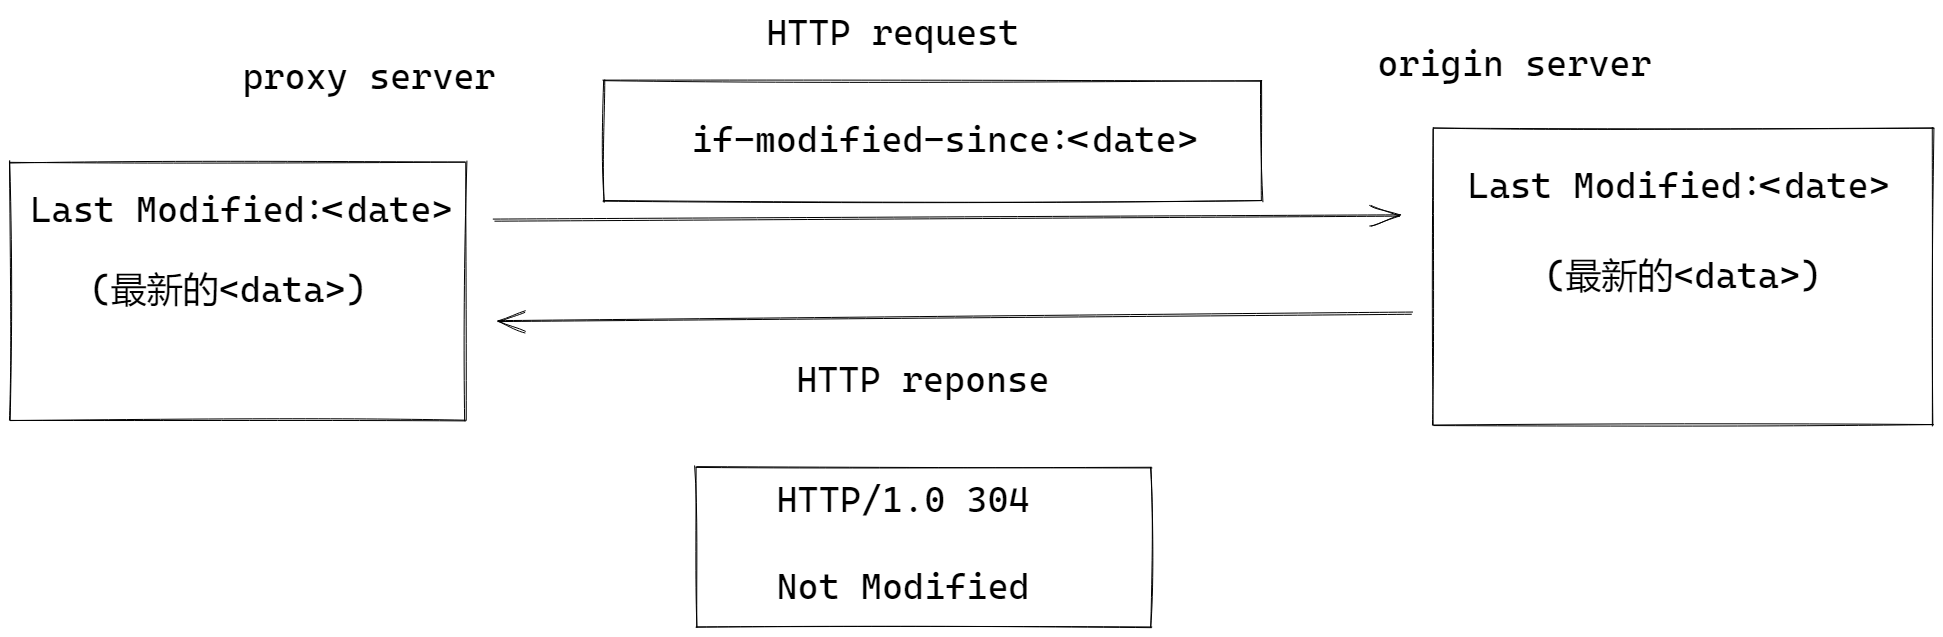 HTTP request
proxy server
origin server
if-modified-since:<date>
Last Modified:<date>
(最新的<data>)
Last Modified:<date>
(最新的<data>)
HTTP reponse
HTTP/1.0 304
Not Modified